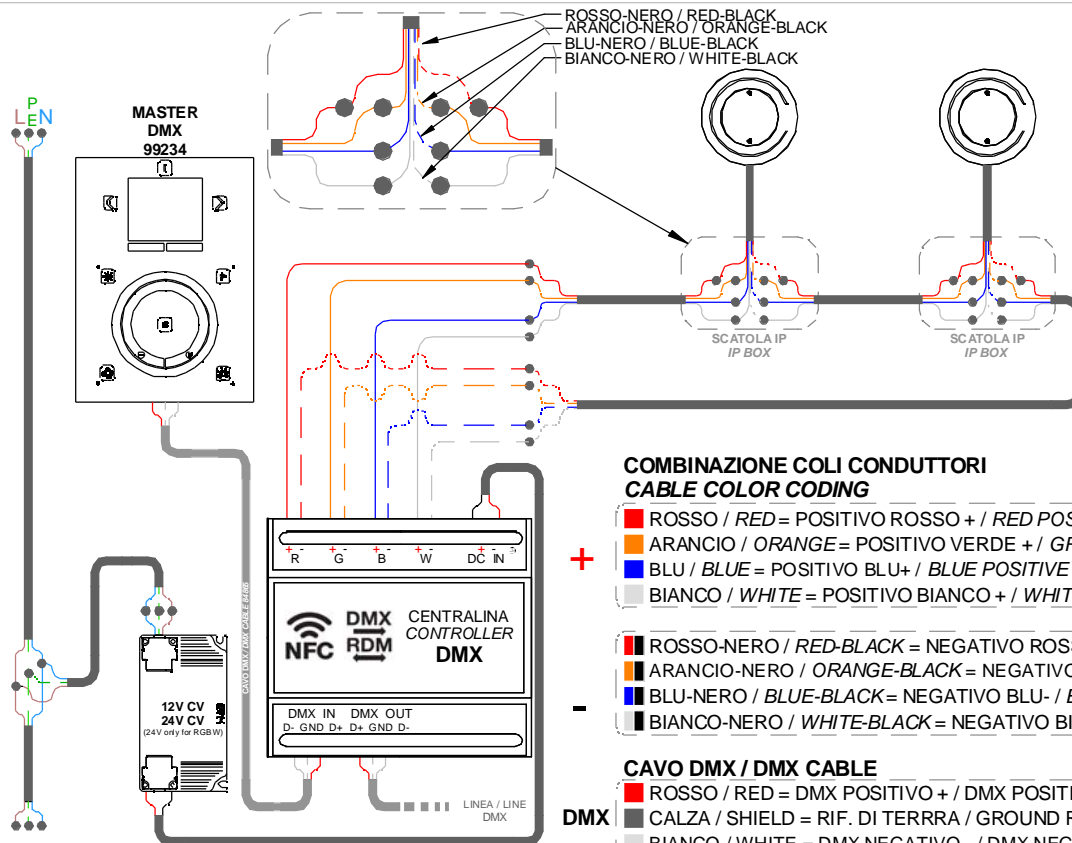 ROSSO-NERO / RED-BLACK
ARANCIO-NERO / ORANGE-BLACK
BLU-NERO / BLUE-BLACK
BIANCO-NERO / WHITE-BLACK
L PE N
MASTER
DMX
99234
SCATOLA IP
IP BOX
SCATOLA IP
IP BOX
COMBINAZIONE COLI CONDUTTORI
CABLE COLOR CODING
+
ROSSO / RED = POSITIVO ROSSO + / RED
ARANCIO / ORANGE = POSITIVO VERDE + /
BLU / BLUE = POSITIVO BLU+ / BLUE POSITIVE
BIANCO / WHITE = POSITIVO BIANCO + /
-
ROSSO-NERO / RED-BLACK = NEGATIVO
ARANCIO-NERO / ORANGE-BLACK = NEGATIVO
BLU-NERO / BLUE-BLACK = NEGATIVO BLU- /
BIANCO-NERO / WHITE-BLACK = NEGATIVO
CAVO DMX / DMX CABLE
DMX
ROSSO / RED = DMX POSITIVO + / DMX
CALZA / SHIELD = RIF. DI TERRRA / GROUND
BIANCO / WHITE = DMX NEGATIVO - / DMX
+ - + - + - + - + -
R G B W DC IN
NFC
DMX
RDM
CENTRALINA
CONTROLLER
DMX
DMX IN DMX OUT
D- GND D+ D+ GND D-
12V CV
24V CV
(24V only for RGBW)
LINEA / LINE
DMX